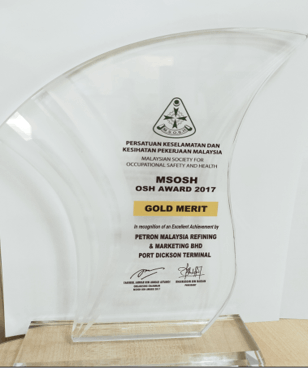 PERSATUAN KESELAMATAN DAN
KESIHATAN PEKERJAAN MALAYSIA
MALAYSIAN SOCIETY FOR
OCCUPATIONAL SAFETY AND HEALTH
MSOSH
OSH AWARD 2017
GOLD MERIT
in recognition of an Excellent Achievement by
PETRON MALAYSIA REFINING
& MARKETING BHD
PORT DICKSON TERMINAL